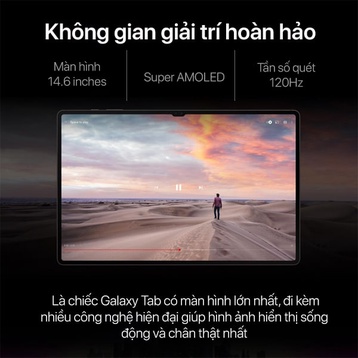 Không gian giải trí hoàn hảo
Màn hình
14.6 inches
Super AMOLED
Tần số quét
120Hz
Là chiếc Galaxy Tab có màn hình lớn nhất, đi kèm
nhiều công nghệ hiện đại giúp hình ảnh hiển thị sống
động và chân thật nhất